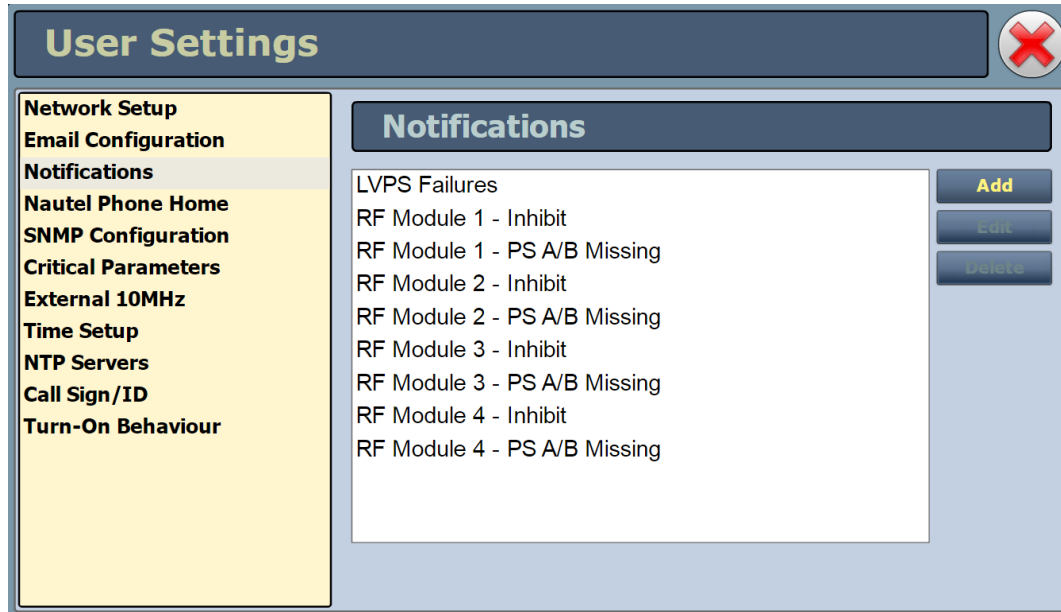 User Settings
Network Setup
Email Configuration
Notifications
Nautel Phone Home
SNMP Configuration
Critical Parameters
External 10MHz
Time Setup
NTP Servers
Call Sign/ID
Turn-On Behaviour
Notifications
LVPS Failures
RF Module 1 - Inhibit
RF Module 1 - PS A/B Missing
RF Module 2 - Inhibit
RF Module 2 - PS A/B Missing
RF Module 3 - Inhibit
RF Module 3 - PS A/B Missing
RF Module 4 - Inhibit
RF Module 4 - PS A/B Missing
Add
Edit
Delete